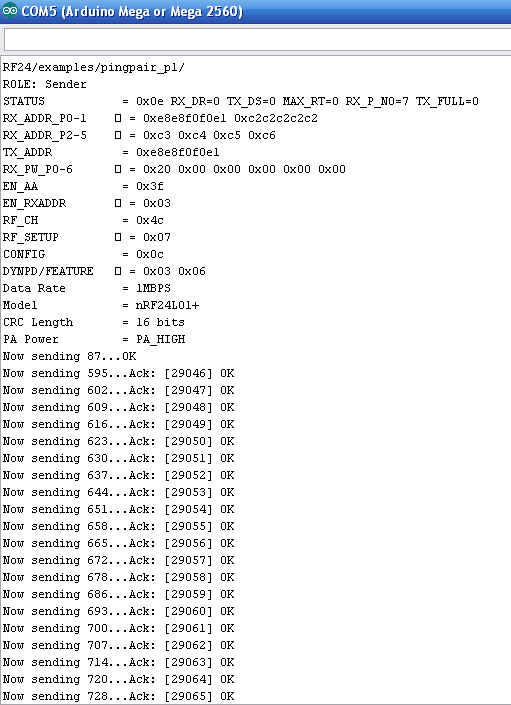 COM5 (Arduino Mega or Mega 2560)
RF24/examples/pingpair_pl/
ROLE: Sender
STATUS = 0x0e RX_DR=0 TX_DS=0 MAX_RT=0 RX_P_NO=7 TX_FULL=0
RX_ADDR_P0-1 = 0xe8e8f0f0e1 0xc2c2c2c2c2
RX_ADDR_P2-5 = 0xc3 0xc4 0xc5 0xc6
TX_ADDR = 0xe8e8f0f0e1
RX_PW_P0-6 = 0x20 0x00 0x00 0x00 0x00 0x00
EN_AA = 0x3f
EN_RXADDR = 0x03
RF_CH = 0x4c
RF_SETUP = 0x07
CONFIG = 0x0c
DYNPD/FEATURE = 0x03 0x06
Data Rate = 1MBPS
Model = nRF24L01+
CRC Length = 16 bits
PA Power = PA_HIGH
Now sending 87...OK
Now sending 595...Ack: [29046] OK
Now sending 602...Ack: [29047] OK
Now sending 609...Ack: [29048] OK
Now sending 616...Ack: [29049] OK
Now sending 623...Ack: [29050] OK
Now sending 630...Ack: [29051] OK
Now sending 637...Ack: [29052] OK
Now sending 644...Ack: [29053] OK
Now sending 651...Ack: [29054] OK
Now sending 658...Ack: [29055] OK
Now sending 665...Ack: [29056] OK
Now sending 672...Ack: [29057] OK
Now sending 678...Ack: [29058] OK
Now sending 686...Ack: [29059] OK
Now sending 693...Ack: [29060] OK
Now sending 700...Ack: [29061] OK
Now sending 707...Ack: [29062] OK
Now sending 714...Ack: [29063] OK
Now sending 720...Ack: [29064] OK
Now sending 728...Ack: [29065] OK